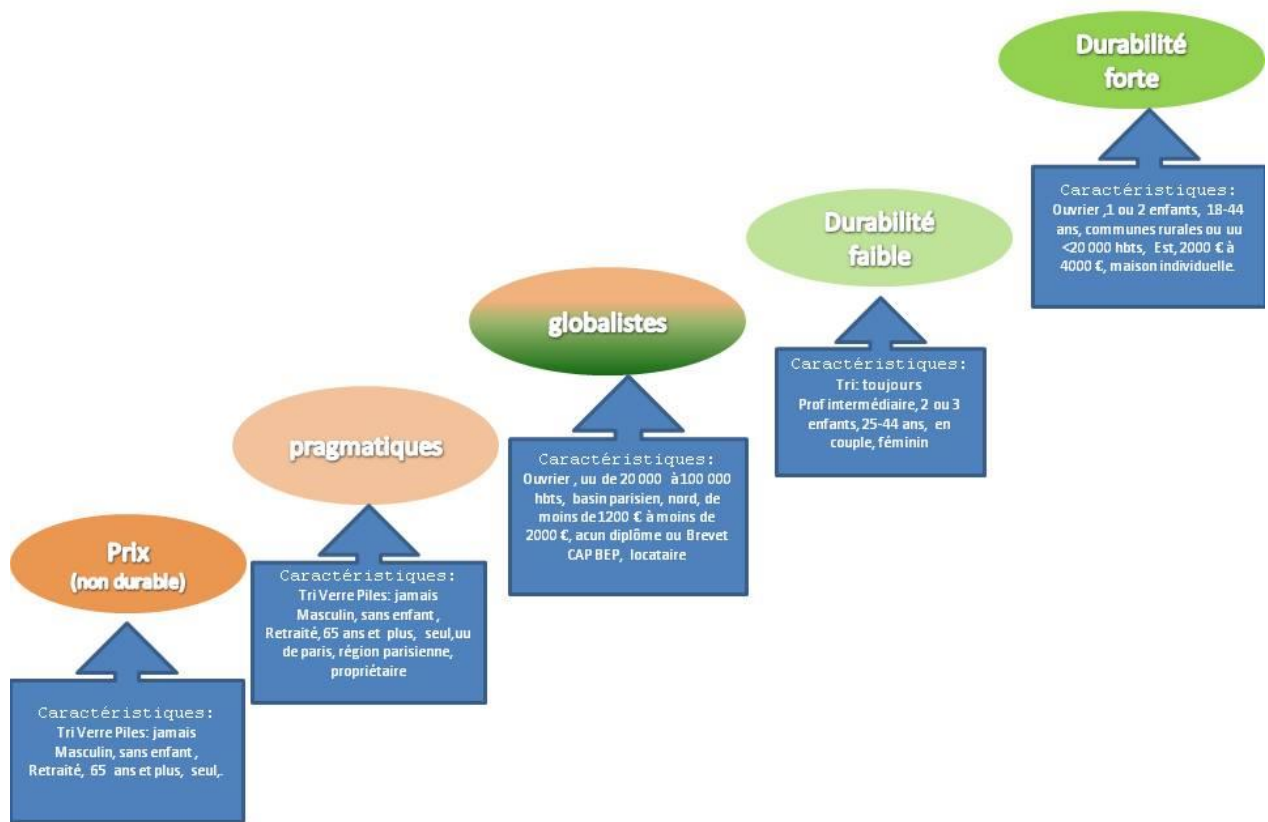 Durabilité
forte
Caractéristiques:
Ouvrier ,1 ou 2 enfants, 18-44
ans, communes rurales ou uu
<20 000 hbts, Est, 2000 € à
4000 €, maison individuelle.
Durabilité
faible
Caractéristiques:
Tri: toujours
Prof intermédiaire, 2 ou 3
enfants, 25-44 ans, en
couple, féminin
globalistes
Caractéristiques:
Ouvrier , uu de 20 000 à 100 000
hbts, basin parisien, nord, de
moins de 1200 € à moins de
2000 €, acun diplôme ou Brevet
CAP BEP, locataire
pragmatiques
Caractéristiques:
Tri Verre Piles: jamais
Masculin, sans enfant ,
Retraité, 65 ans et plus, seul,uu
de paris, région parisienne,
propriétaire
Prix
(non durable)
Caractéristiques:
Tri Verre Piles: jamais
Masculin, sans enfant ,
Retraité, 65 ans et plus, seul,.